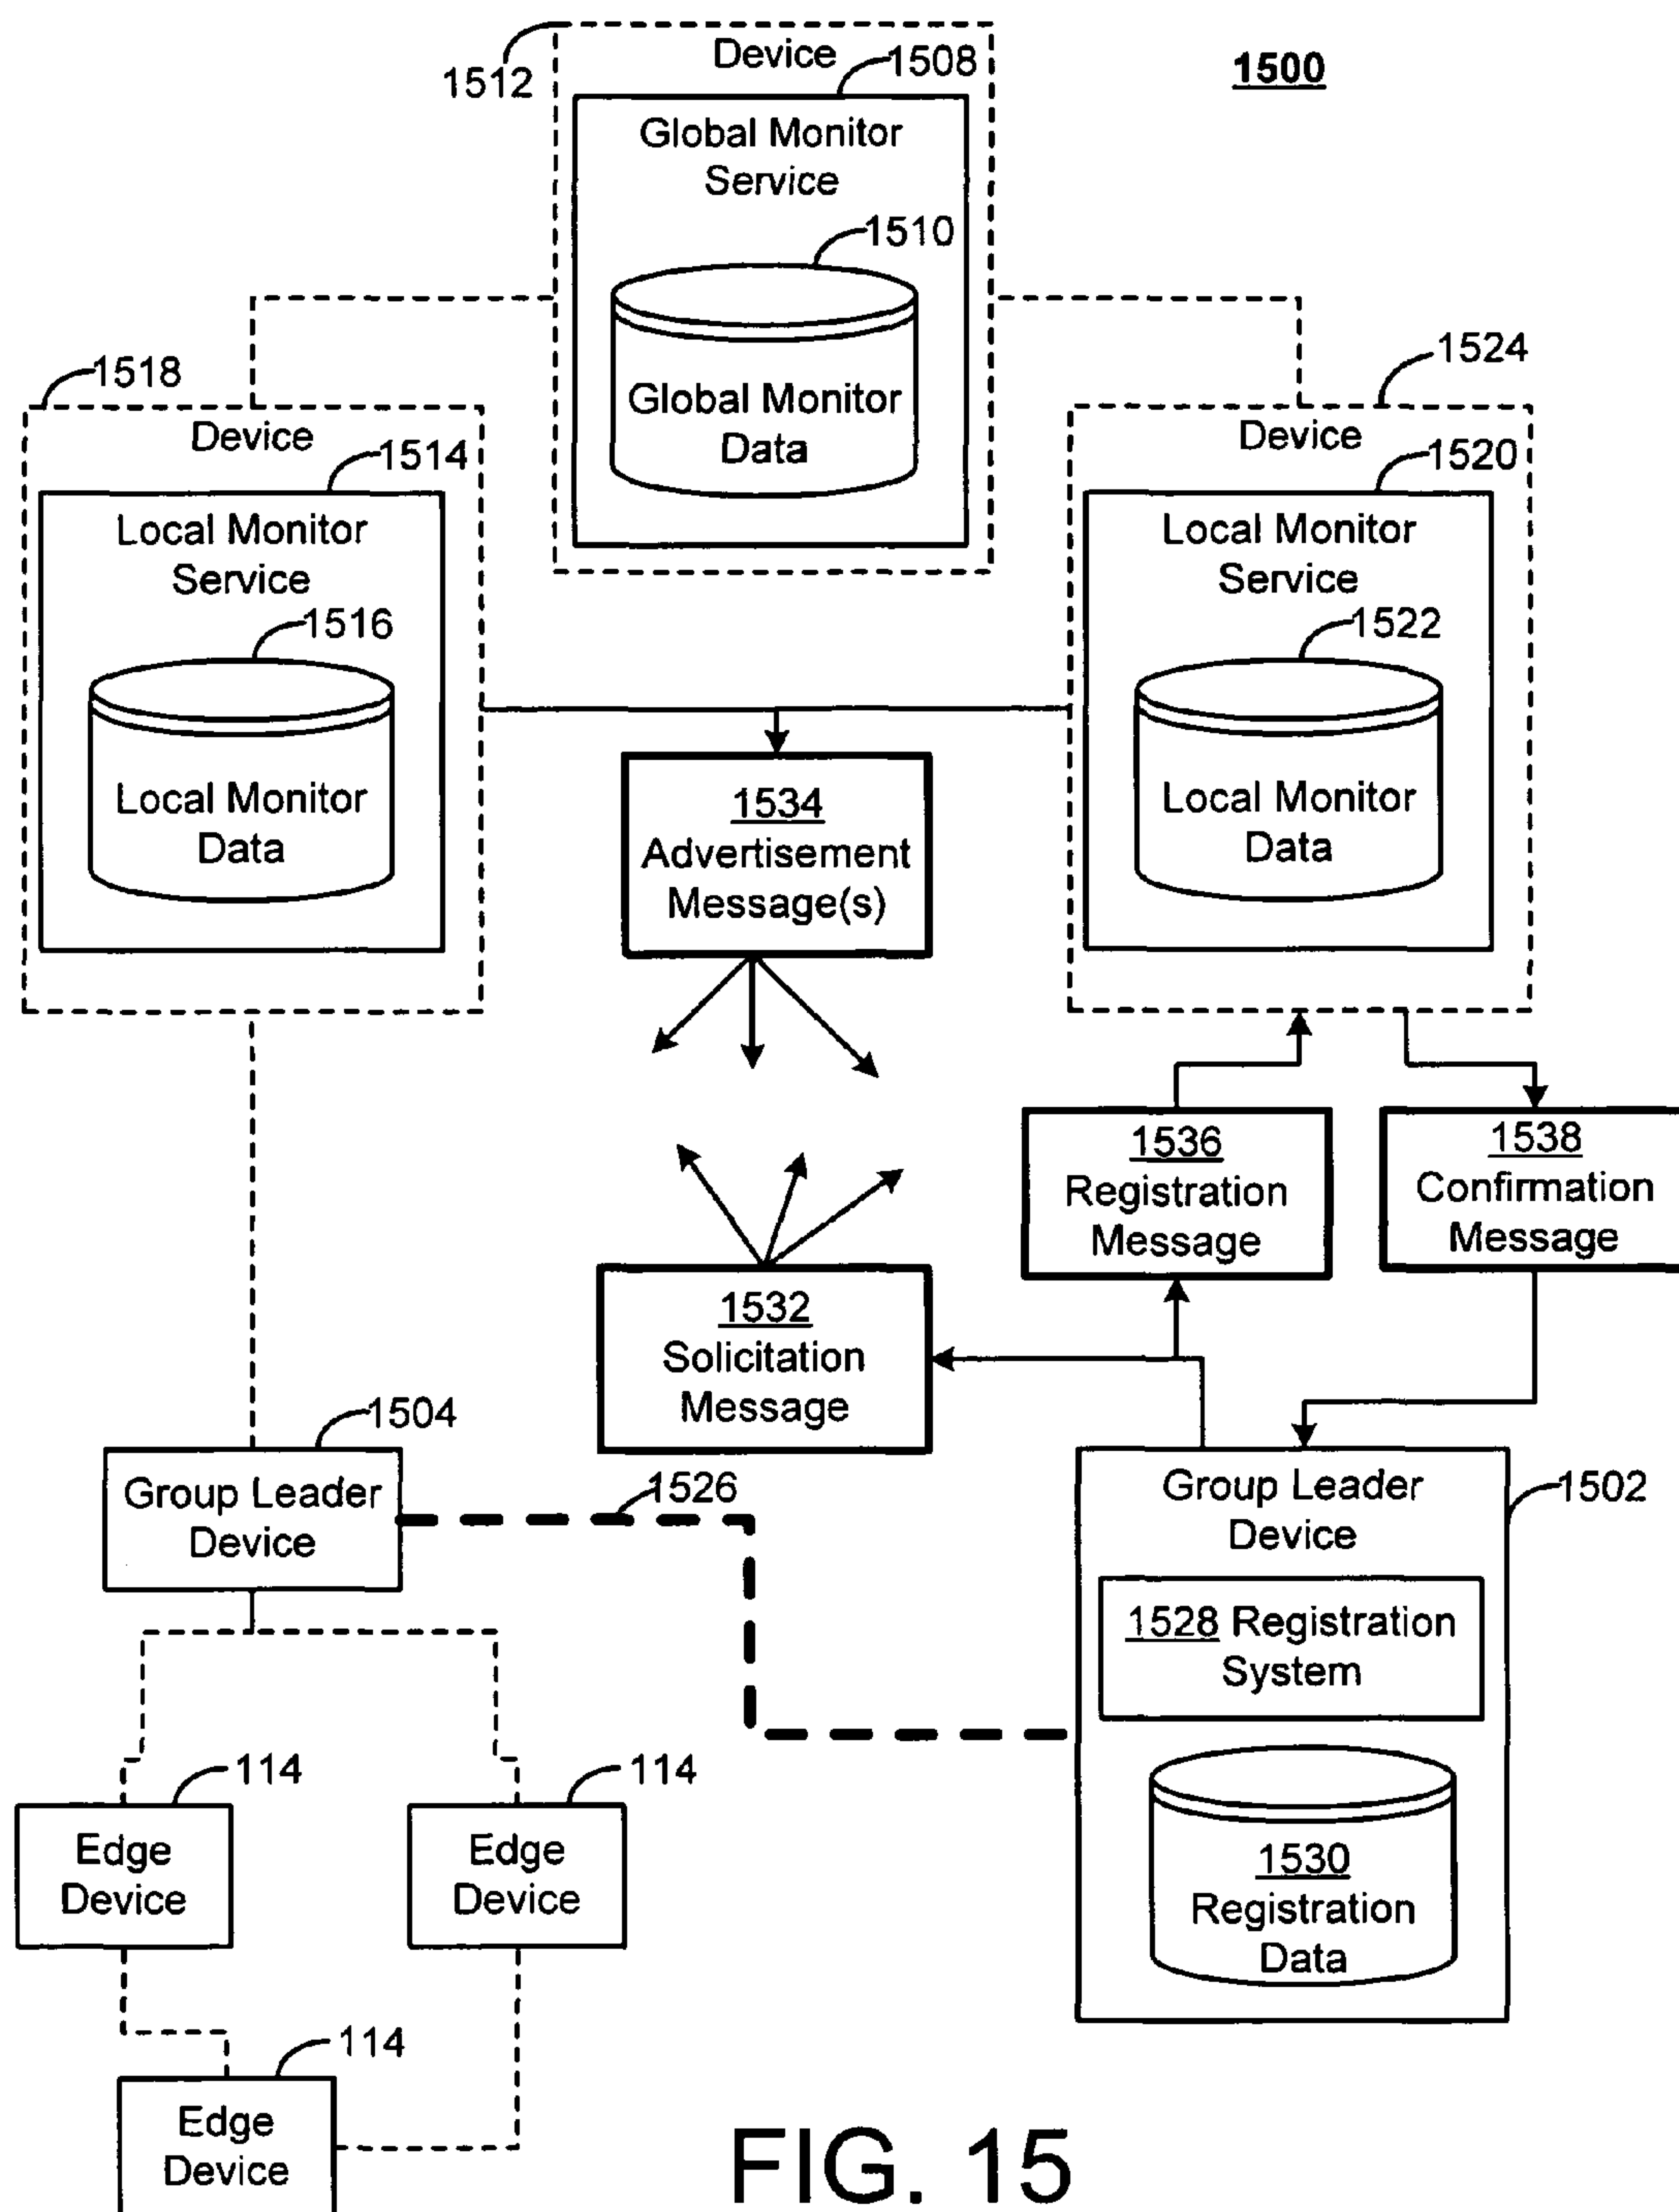 1500
1512
Device
1508
Global Monitor
Service
1510
Global Monitor
Data
1518
Device
1514
Local Monitor
Service
1516
Local Monitor
Data
1524
Device
1520
Local Monitor
Service
1522
Local Monitor
Data
1534
Advertisement
Message(s)
1536
Registration
Message
1538
Confirmation
Message
1532
Solicitation
Message
1504
Group Leader
Device
1526
1502
Group Leader
Device
1528 Registration
System
1530
Registration
Data
114
Edge
Device
114
Edge
Device
114
Edge
Device
FIG. 15